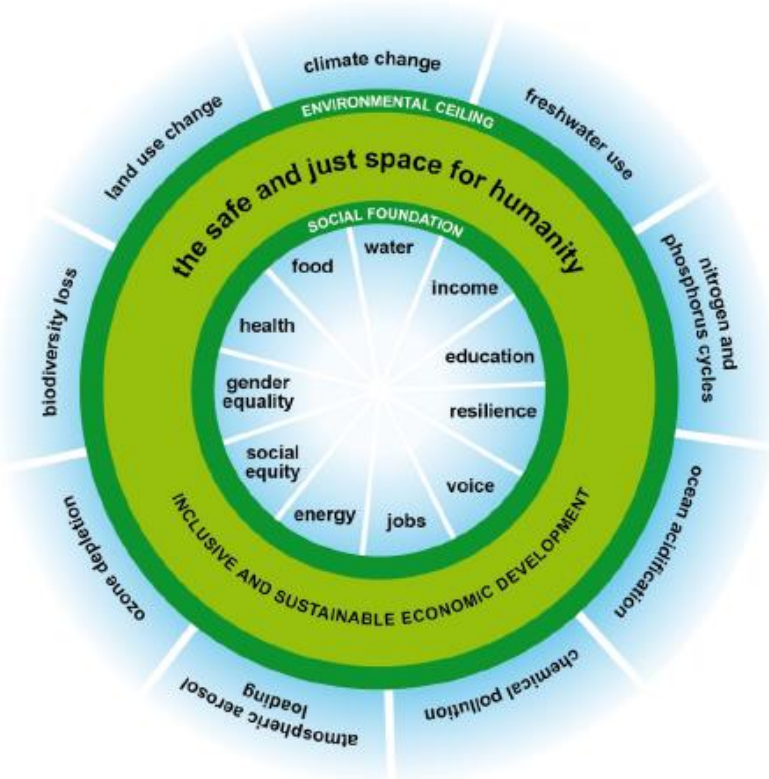 climate change
freshwater use
nitrogen and
phosphorus cycles
ocean acidification
chemical pollution
atmospheric aerosol
loading
ozone depletion
biodiversity loss
land use change
ENVIRONMENTAL CEILING
the safe and just space for humanity
SOCIAL FOUNDATION
water
income
education
resilience
voice
jobs
energy
social
equity
gender
equality
health
food
INCLUSIVE AND SUSTAINABLE ECONOMIC DEVELOPMENT